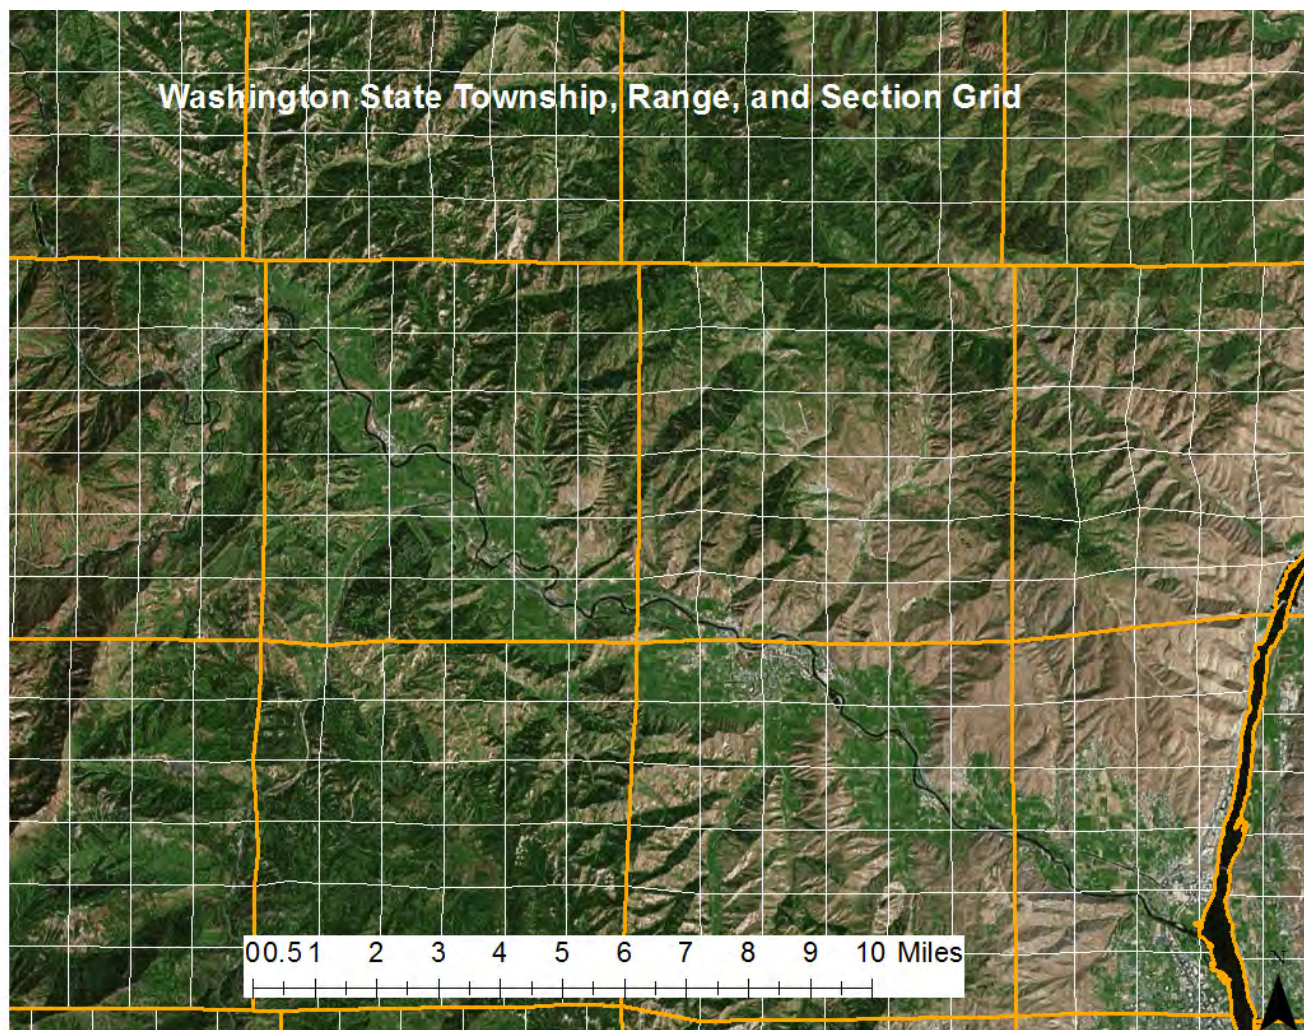 Washington State Township, Range, and Section Grid
0 0.5 1 2 3 4 5 6 7 8 9 10 Miles
N